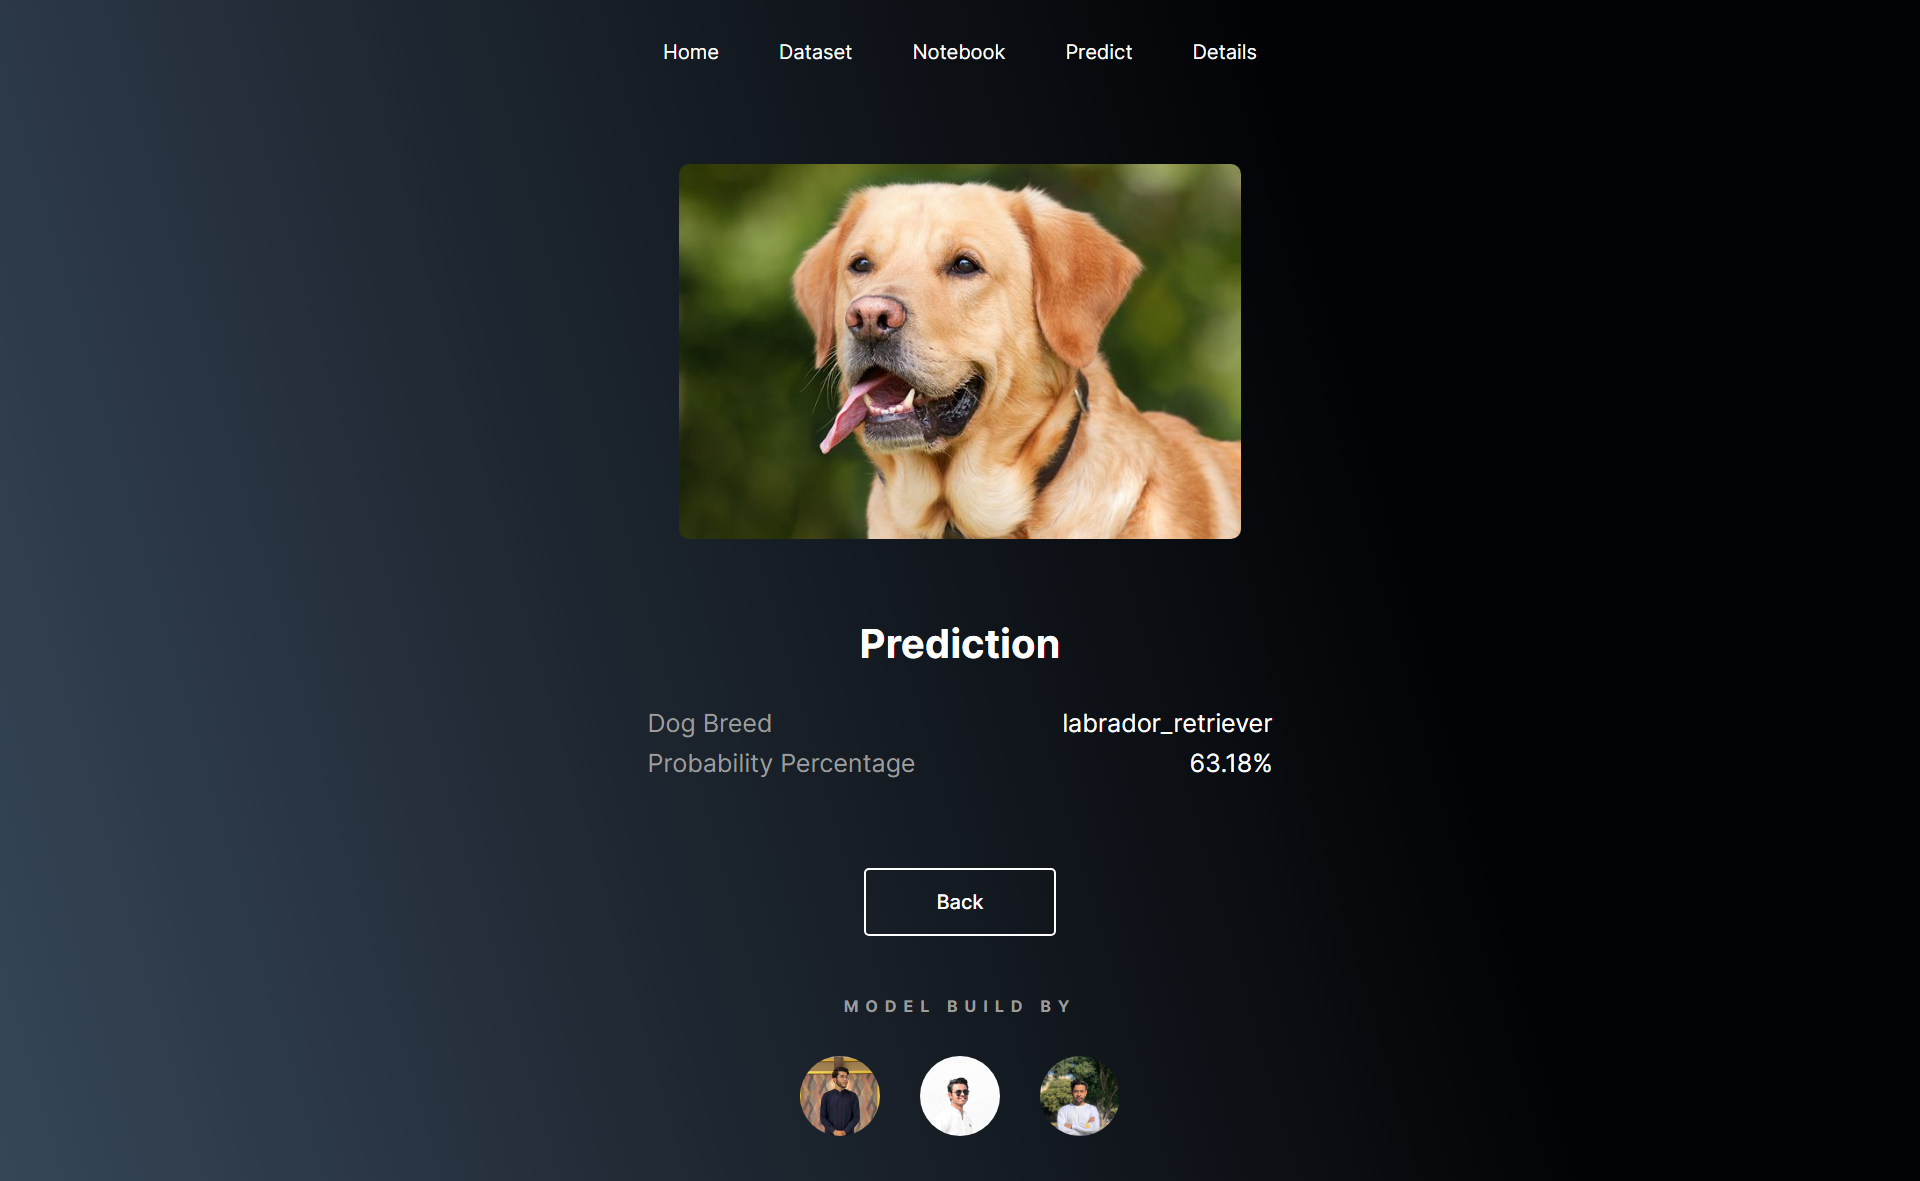 Home Dataset Notebook Predict Details
Prediction
Dog Breed labrador_retriever
Probability Percentage 63.18%
Back
MODEL BUILD BY